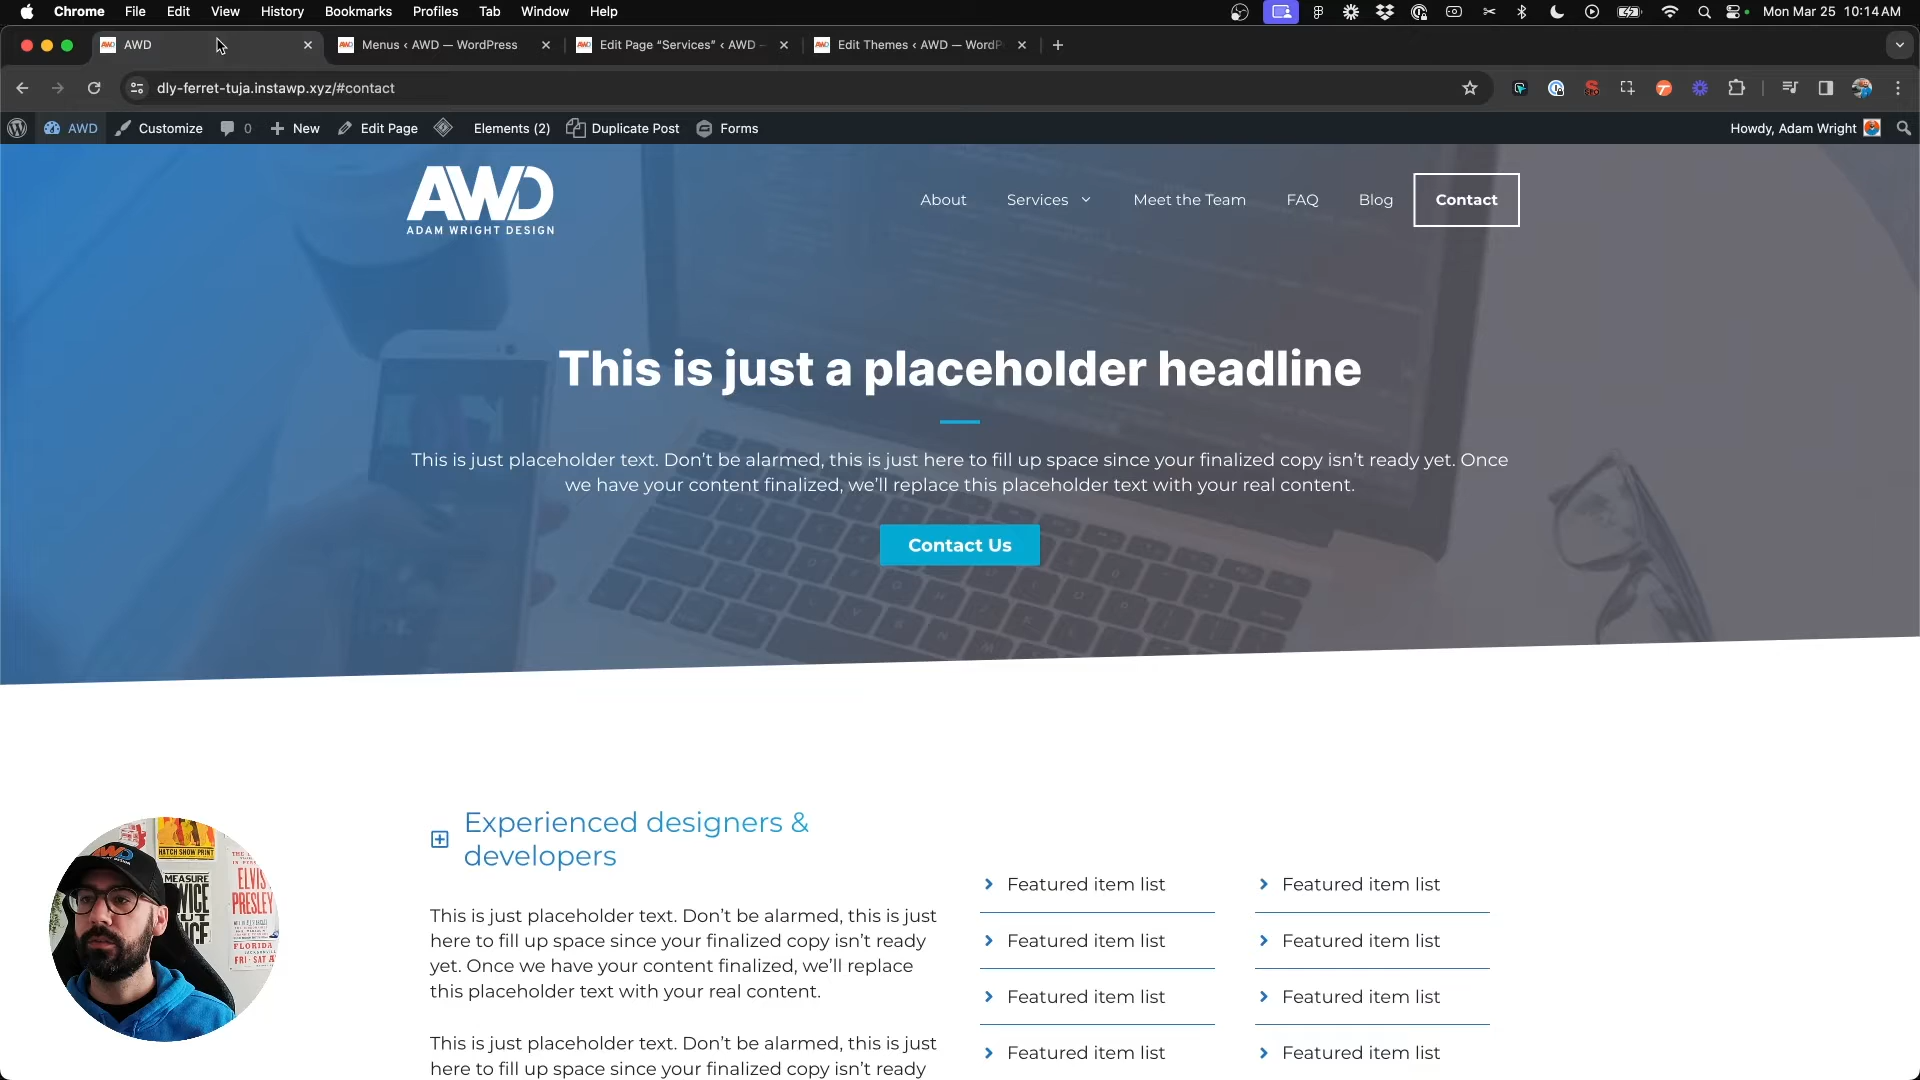 Chrome File Edit View History Bookmarks Profiles Tab Window Help Mon Mar 25 10:14 AM
AWD Menus ‹ AWD — WordPress Edit Page “Services” ‹ AWD Edit Themes ‹ AWD — WordP
dly-ferret-tuja.instawp.xyz/#contact
AWD Customize 0 New Edit Page Elements (2) Duplicate Post Forms Howdy, Adam Wright
AWD
ADAM WRIGHT DESIGN
About Services Meet the Team FAQ Blog Contact
This is just a placeholder headline
This is just placeholder text. Don’t be alarmed, this is just here to fill up space since your finalized copy isn’t ready yet. Once
we have your content finalized, we’ll replace this placeholder text with your real content.
Contact Us
Experienced designers &
developers
This is just placeholder text. Don’t be alarmed, this is just
here to fill up space since your finalized copy isn’t ready
yet. Once we have your content finalized, we’ll replace
this placeholder text with your real content.
This is just placeholder text. Don’t be alarmed, this is just
here to fill up space since your finalized copy isn’t ready
Featured item list
Featured item list
Featured item list
Featured item list
Featured item list
Featured item list
Featured item list
Featured item list
HATCH SHOW PRINT
MEASURE
ELVIS
PRESLEY
FLORIDA